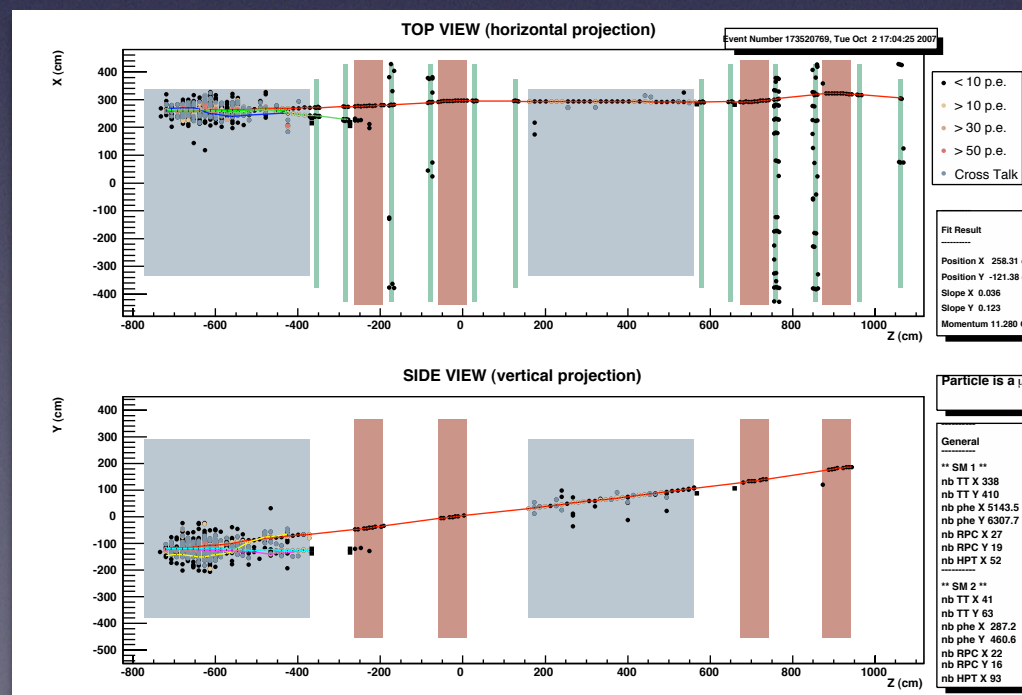 TOP VIEW (horizontal projection)
Event Number 173520769, Tue Oct 2 17:04:25 2007
X (cm)
400
300
200
100
0
-100
-200
-300
-400
-800
-600
-400
-200
0
200
400
600
800
1000
Z (cm)
< 10 p.e.
> 10 p.e.
> 30 p.e.
> 50 p.e.
Cross Talk
Fit Result
----------
Position X 258.31
Position Y -121.38
Slope X 0.036
Slope Y 0.123
Momentum 11.280
SIDE VIEW (vertical projection)
Y (cm)
400
300
200
100
0
-100
-200
-300
-400
-500
-800
-600
-400
-200
0
200
400
600
800
1000
Z (cm)
Particle is a μ
----------
General
----------
** SM 1 **
nb TT X 338
nb TT Y 410
nb phe X 5143.5
nb phe Y 6307.7
nb RPC X 27
nb RPC Y 19
nb HPT X 52
----------
** SM 2 **
nb TT X 41
nb TT Y 63
nb phe X 287.2
nb phe Y 460.6
nb RPC X 22
nb RPC Y 16
nb HPT X 93